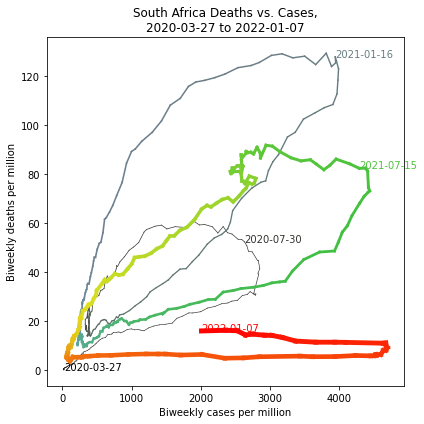 South Africa Deaths vs. Cases,
2020-03-27 to 2022-01-07
2021-01-16
2021-07-15
2020-07-30
2022-01-07
2020-03-27
120
100
80
60
40
20
0
Biweekly deaths per million
0 1000 2000 3000 4000
Biweekly cases per million